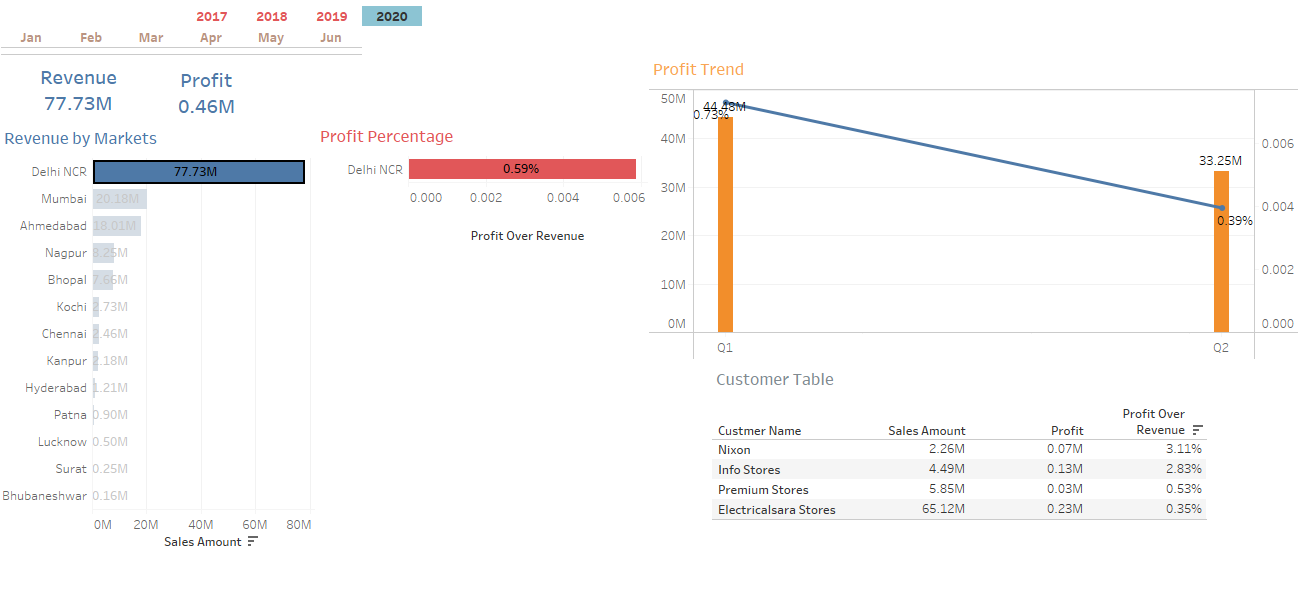 2017 2018 2019 2020
Jan Feb Mar Apr May Jun
Revenue
77.73M
Profit
0.46M
Revenue by Markets
Delhi NCR 77.73M
Mumbai 20.18M
Ahmedabad 18.01M
Nagpur 8.25M
Bhopal 7.66M
Kochi 2.73M
Chennai 2.46M
Kanpur 2.18M
Hyderabad 1.21M
Patna 0.90M
Lucknow 0.50M
Surat 0.25M
Bhubaneshwar 0.16M
0M 20M 40M 60M 80M
Sales Amount
Profit Percentage
Delhi NCR 0.59%
0.000 0.002 0.004 0.006
Profit Over Revenue
Profit Trend
50M
40M
30M
20M
10M
0M
44.48M
0.73%
33.25M
0.39%
0.006
0.004
0.002
0.000
Q1 Q2
Customer Table
Custmer Name Sales Amount Profit Profit Over
Revenue
Nixon 2.26M 0.07M 3.11%
Info Stores 4.49M 0.13M 2.83%
Premium Stores 5.85M 0.03M 0.53%
Electricalsara Stores 65.12M 0.23M 0.35%